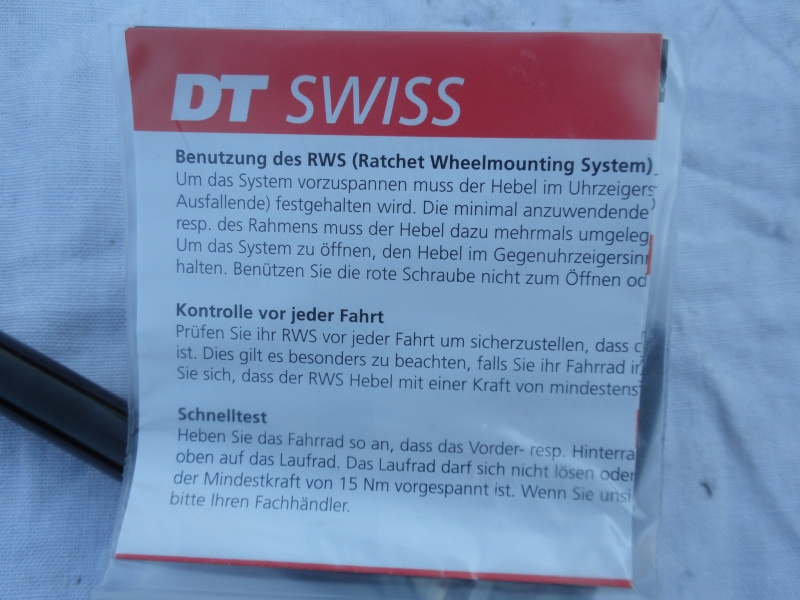 DT SWISS
Benutzung des RWS (Ratchet Wheelmounting System)
Um das System vorzuspannen muss der Hebel im Uhrzeigers
Ausfallende) festgehalten wird. Die minimal anzuwendende
resp. des Rahmens muss der Hebel dazu mehrmals umgeleg
Um das System zu öffnen, den Hebel im Gegenuhrzeigersin
halten. Benützen Sie die rote Schraube nicht zum Öffnen od
Kontrolle vor jeder Fahrt
Prüfen Sie ihr RWS vor jeder Fahrt um sicherzustellen, dass
ist. Dies gilt es besonders zu beachten, falls Sie ihr Fahrrad
Sie sich, dass der RWS Hebel mit einer Kraft von mindestens
Schnelltest
Heben Sie das Fahrrad so an, dass das Vorder- resp. Hinterra
oben auf das Laufrad. Das Laufrad darf sich nicht lösen oder
der Mindestkraft von 15 Nm vorgespannt ist. Wenn Sie unsi
bitte Ihren Fachhändler.